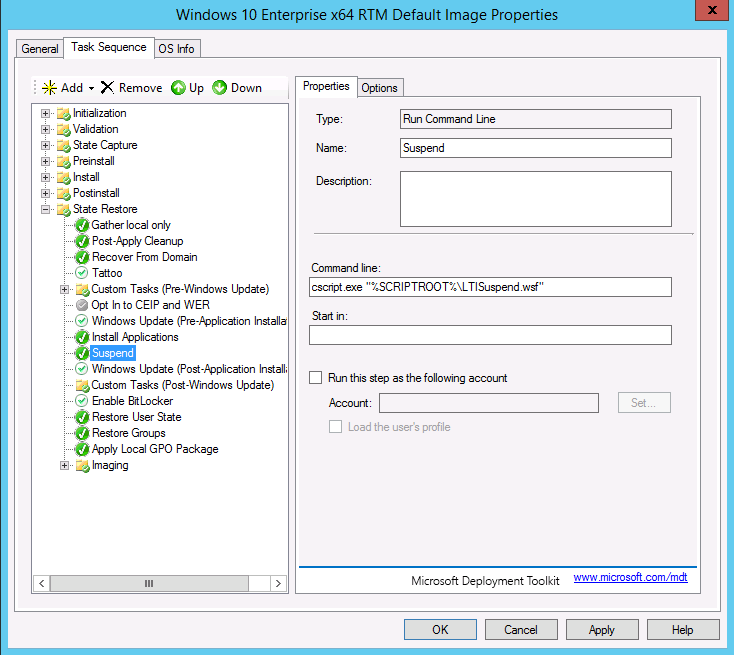 Windows 10 Enterprise x64 RTM Default Image Properties
x
General
Task Sequence
OS Info
Add
Remove
Up
Down
Initialization
Validation
State Capture
Preinstall
Install
Postinstall
State Restore
Gather local only
Post-Apply Cleanup
Recover From Domain
Tattoo
Custom Tasks (Pre-Windows Update)
Opt In to CEIP and WER
Windows Update (Pre-Application Installa
Install Applications
Suspend
Windows Update (Post-Application Install
Custom Tasks (Post-Windows Update)
Enable BitLocker
Restore User State
Restore Groups
Apply Local GPO Package
Imaging
Properties
Options
Type:
Run Command Line
Name:
Suspend
Description:
Command line:
cscript.exe "%SCRIPTROOT%\LTISuspend.wsf"
Start in:
Run this step as the following account
Account:
Set...
Load the user's profile
Microsoft Deployment Toolkit
www.microsoft.com/mdt
OK
Cancel
Apply
Help